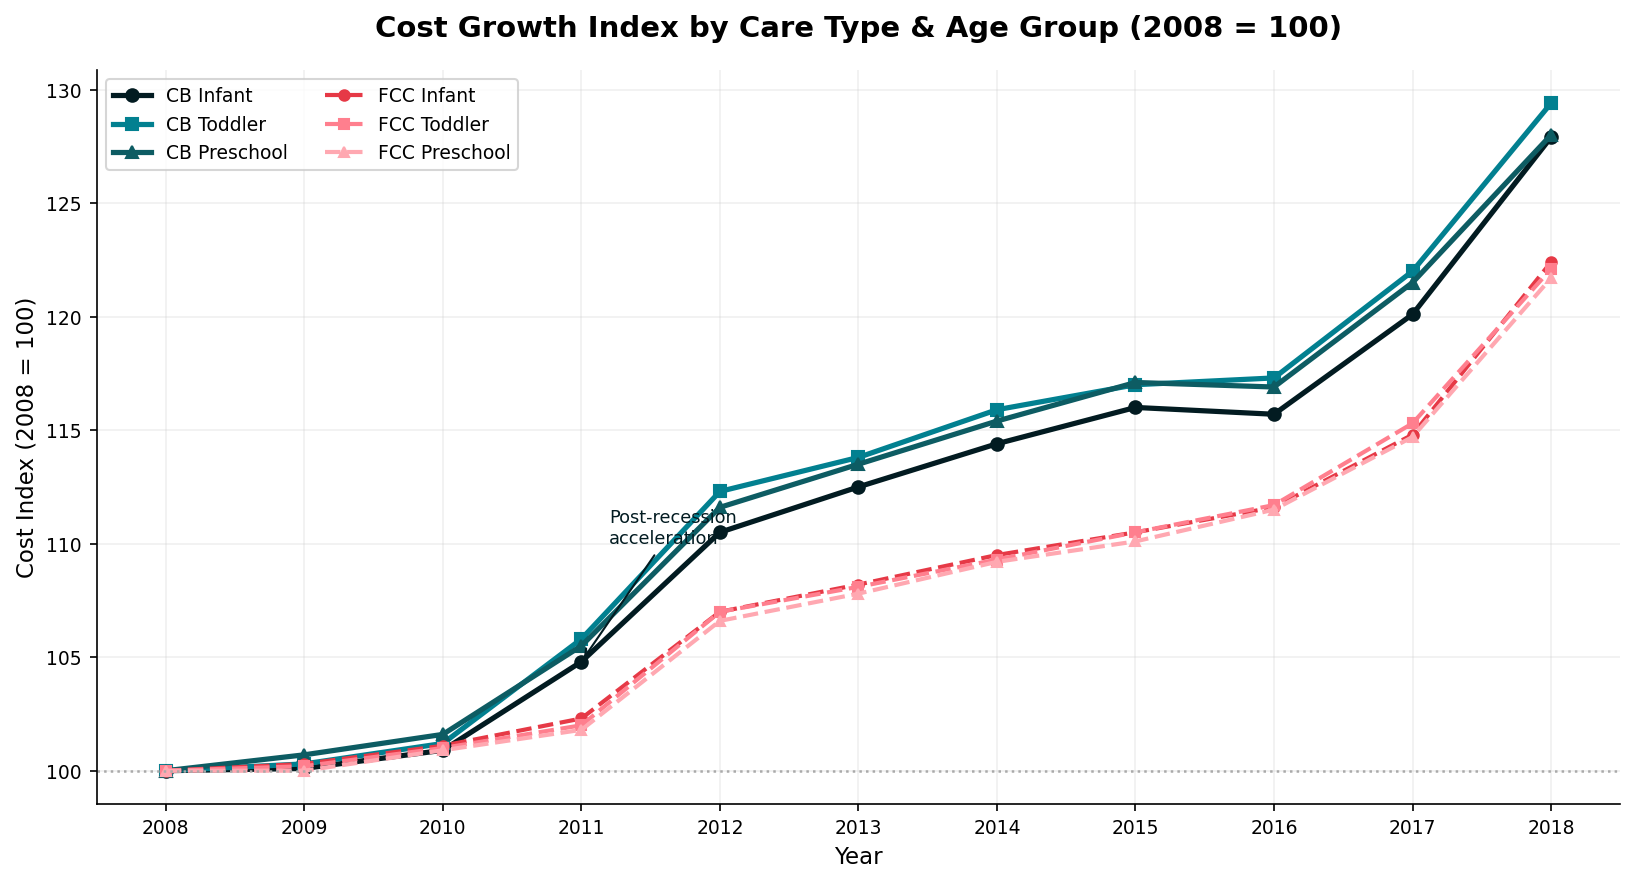 Cost Growth Index by Care Type & Age Group (2008 = 100)
CB Infant
CB Toddler
CB Preschool
FCC Infant
FCC Toddler
FCC Preschool
Cost Index (2008 = 100)
130
125
120
115
110
105
100
Post-recession
acceleration
2008 2009 2010 2011 2012 2013 2014 2015 2016 2017 2018
Year